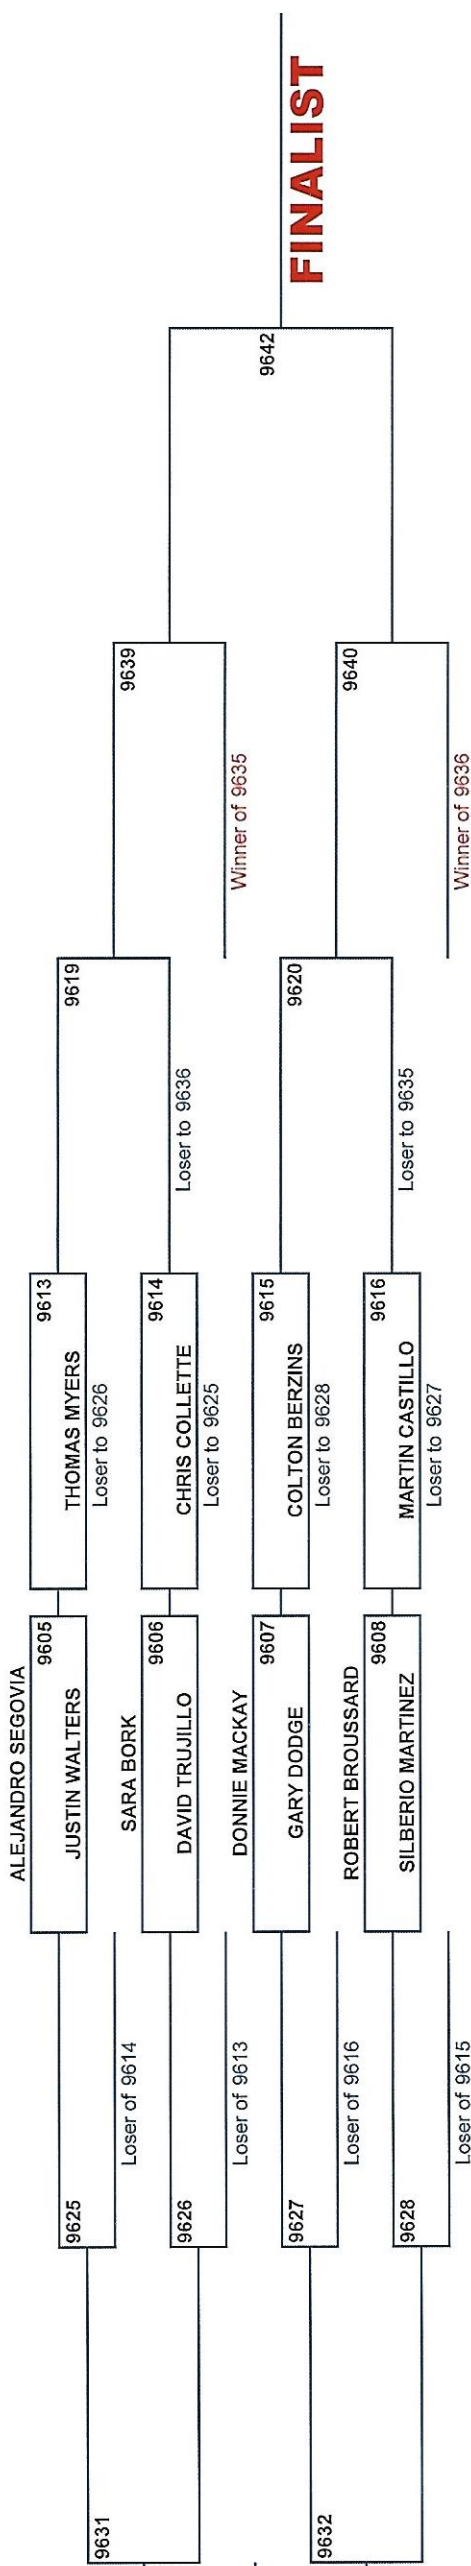 ALEJANDRO SEGOVIA
9605
JUSTIN WALTERS
9613
THOMAS MYERS
Loser to 9626
9619
9639
9625
Loser of 9614
9631
SARA BORK
9606
DAVID TRUJILLO
9614
CHRIS COLLETTE
Loser to 9625
Loser to 9636
9626
Loser of 9613
Winner of 9635
9642
FINALIST
DONNIE MACKAY
9607
GARY DODGE
9615
COLTON BERZINS
Loser to 9628
9620
9640
9627
Loser of 9616
9632
ROBERT BROUSSARD
9608
SILBERIO MARTINEZ
9616
MARTIN CASTILLO
Loser to 9627
Loser to 9635
9628
Loser of 9615
Winner of 9636